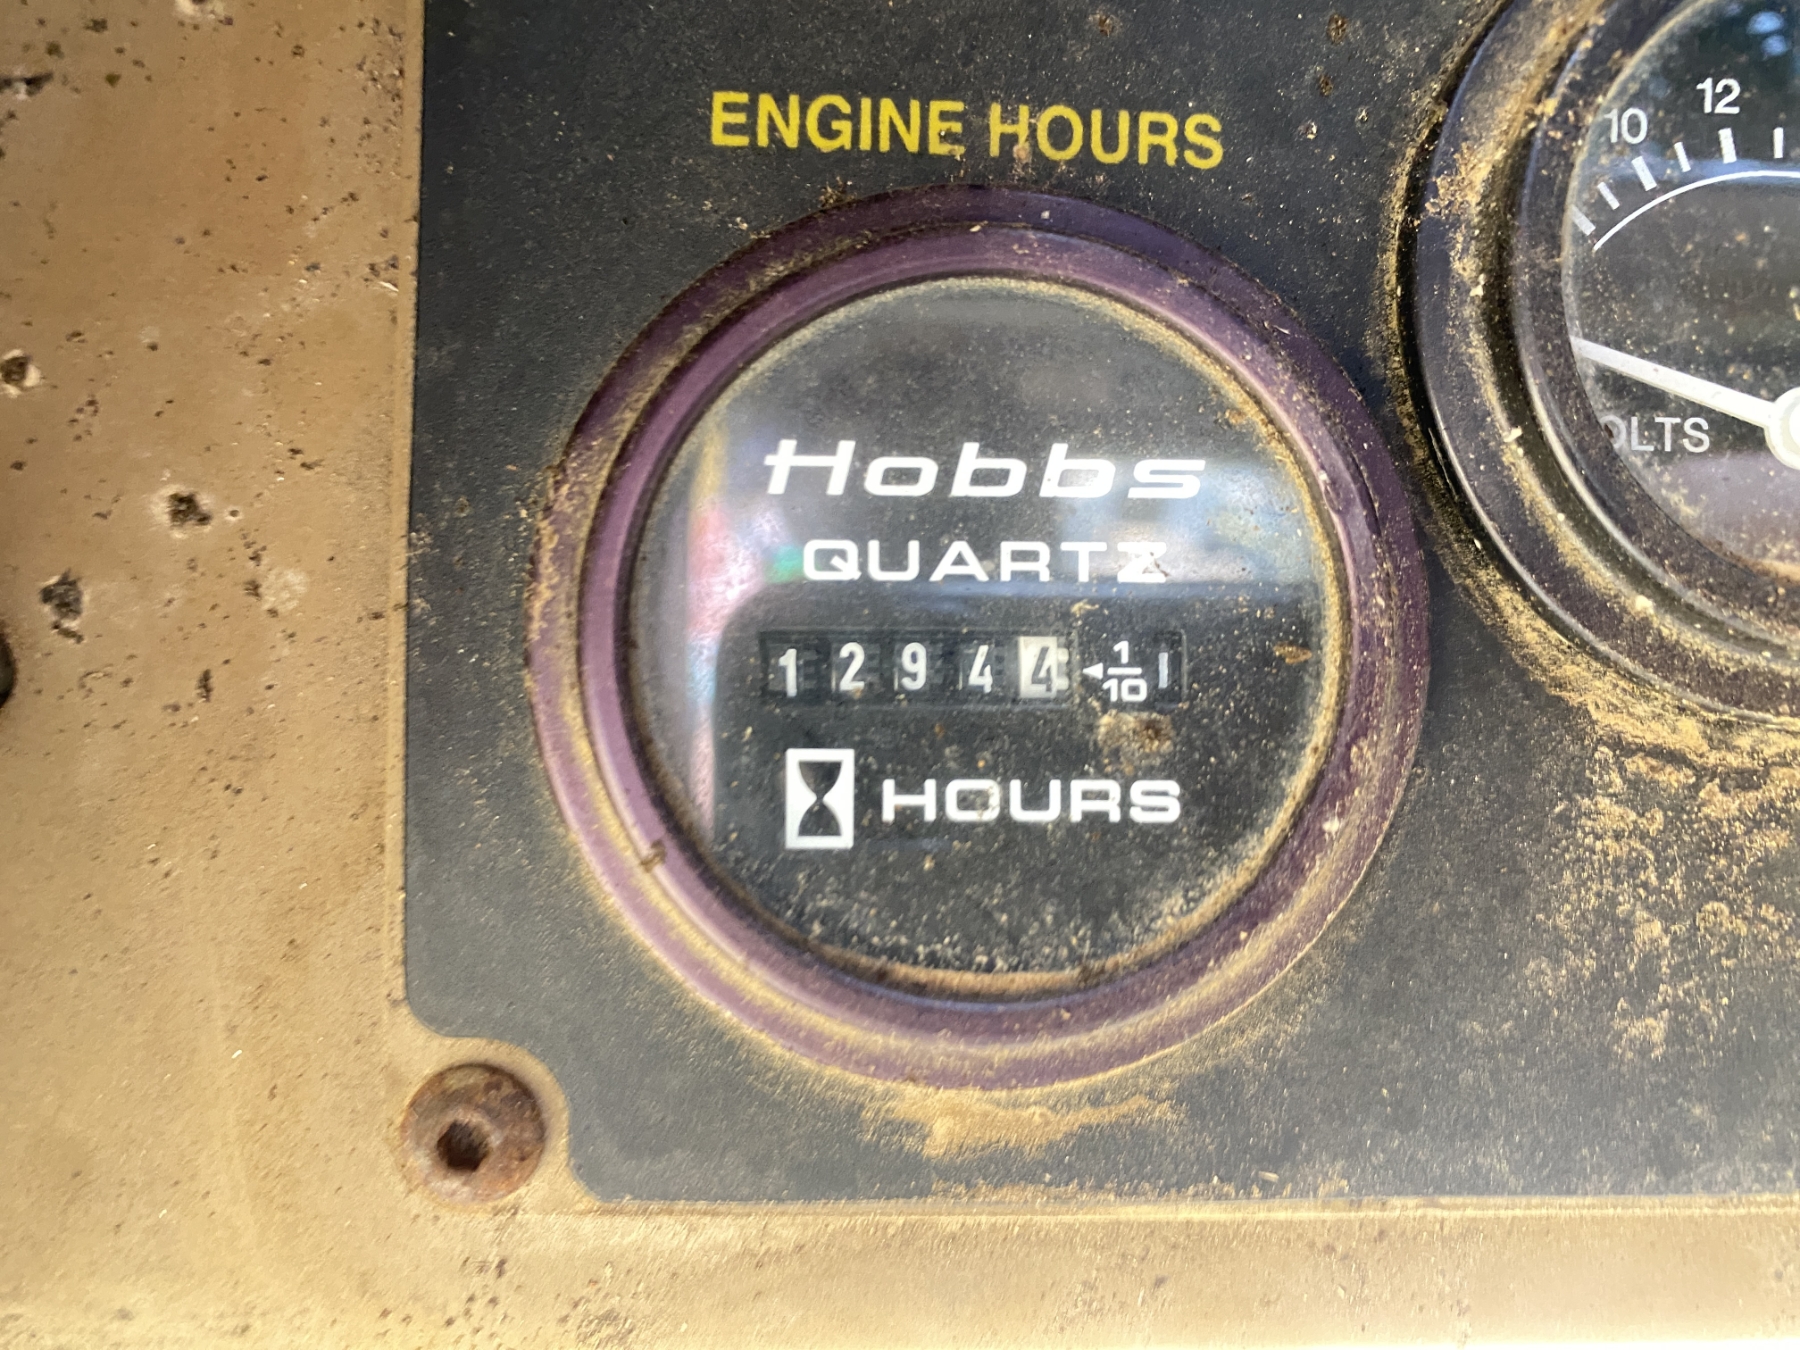 ENGINE HOURS
10 12
OLTS
Hobbs
QUARTZ
12944 1/10
HOURS